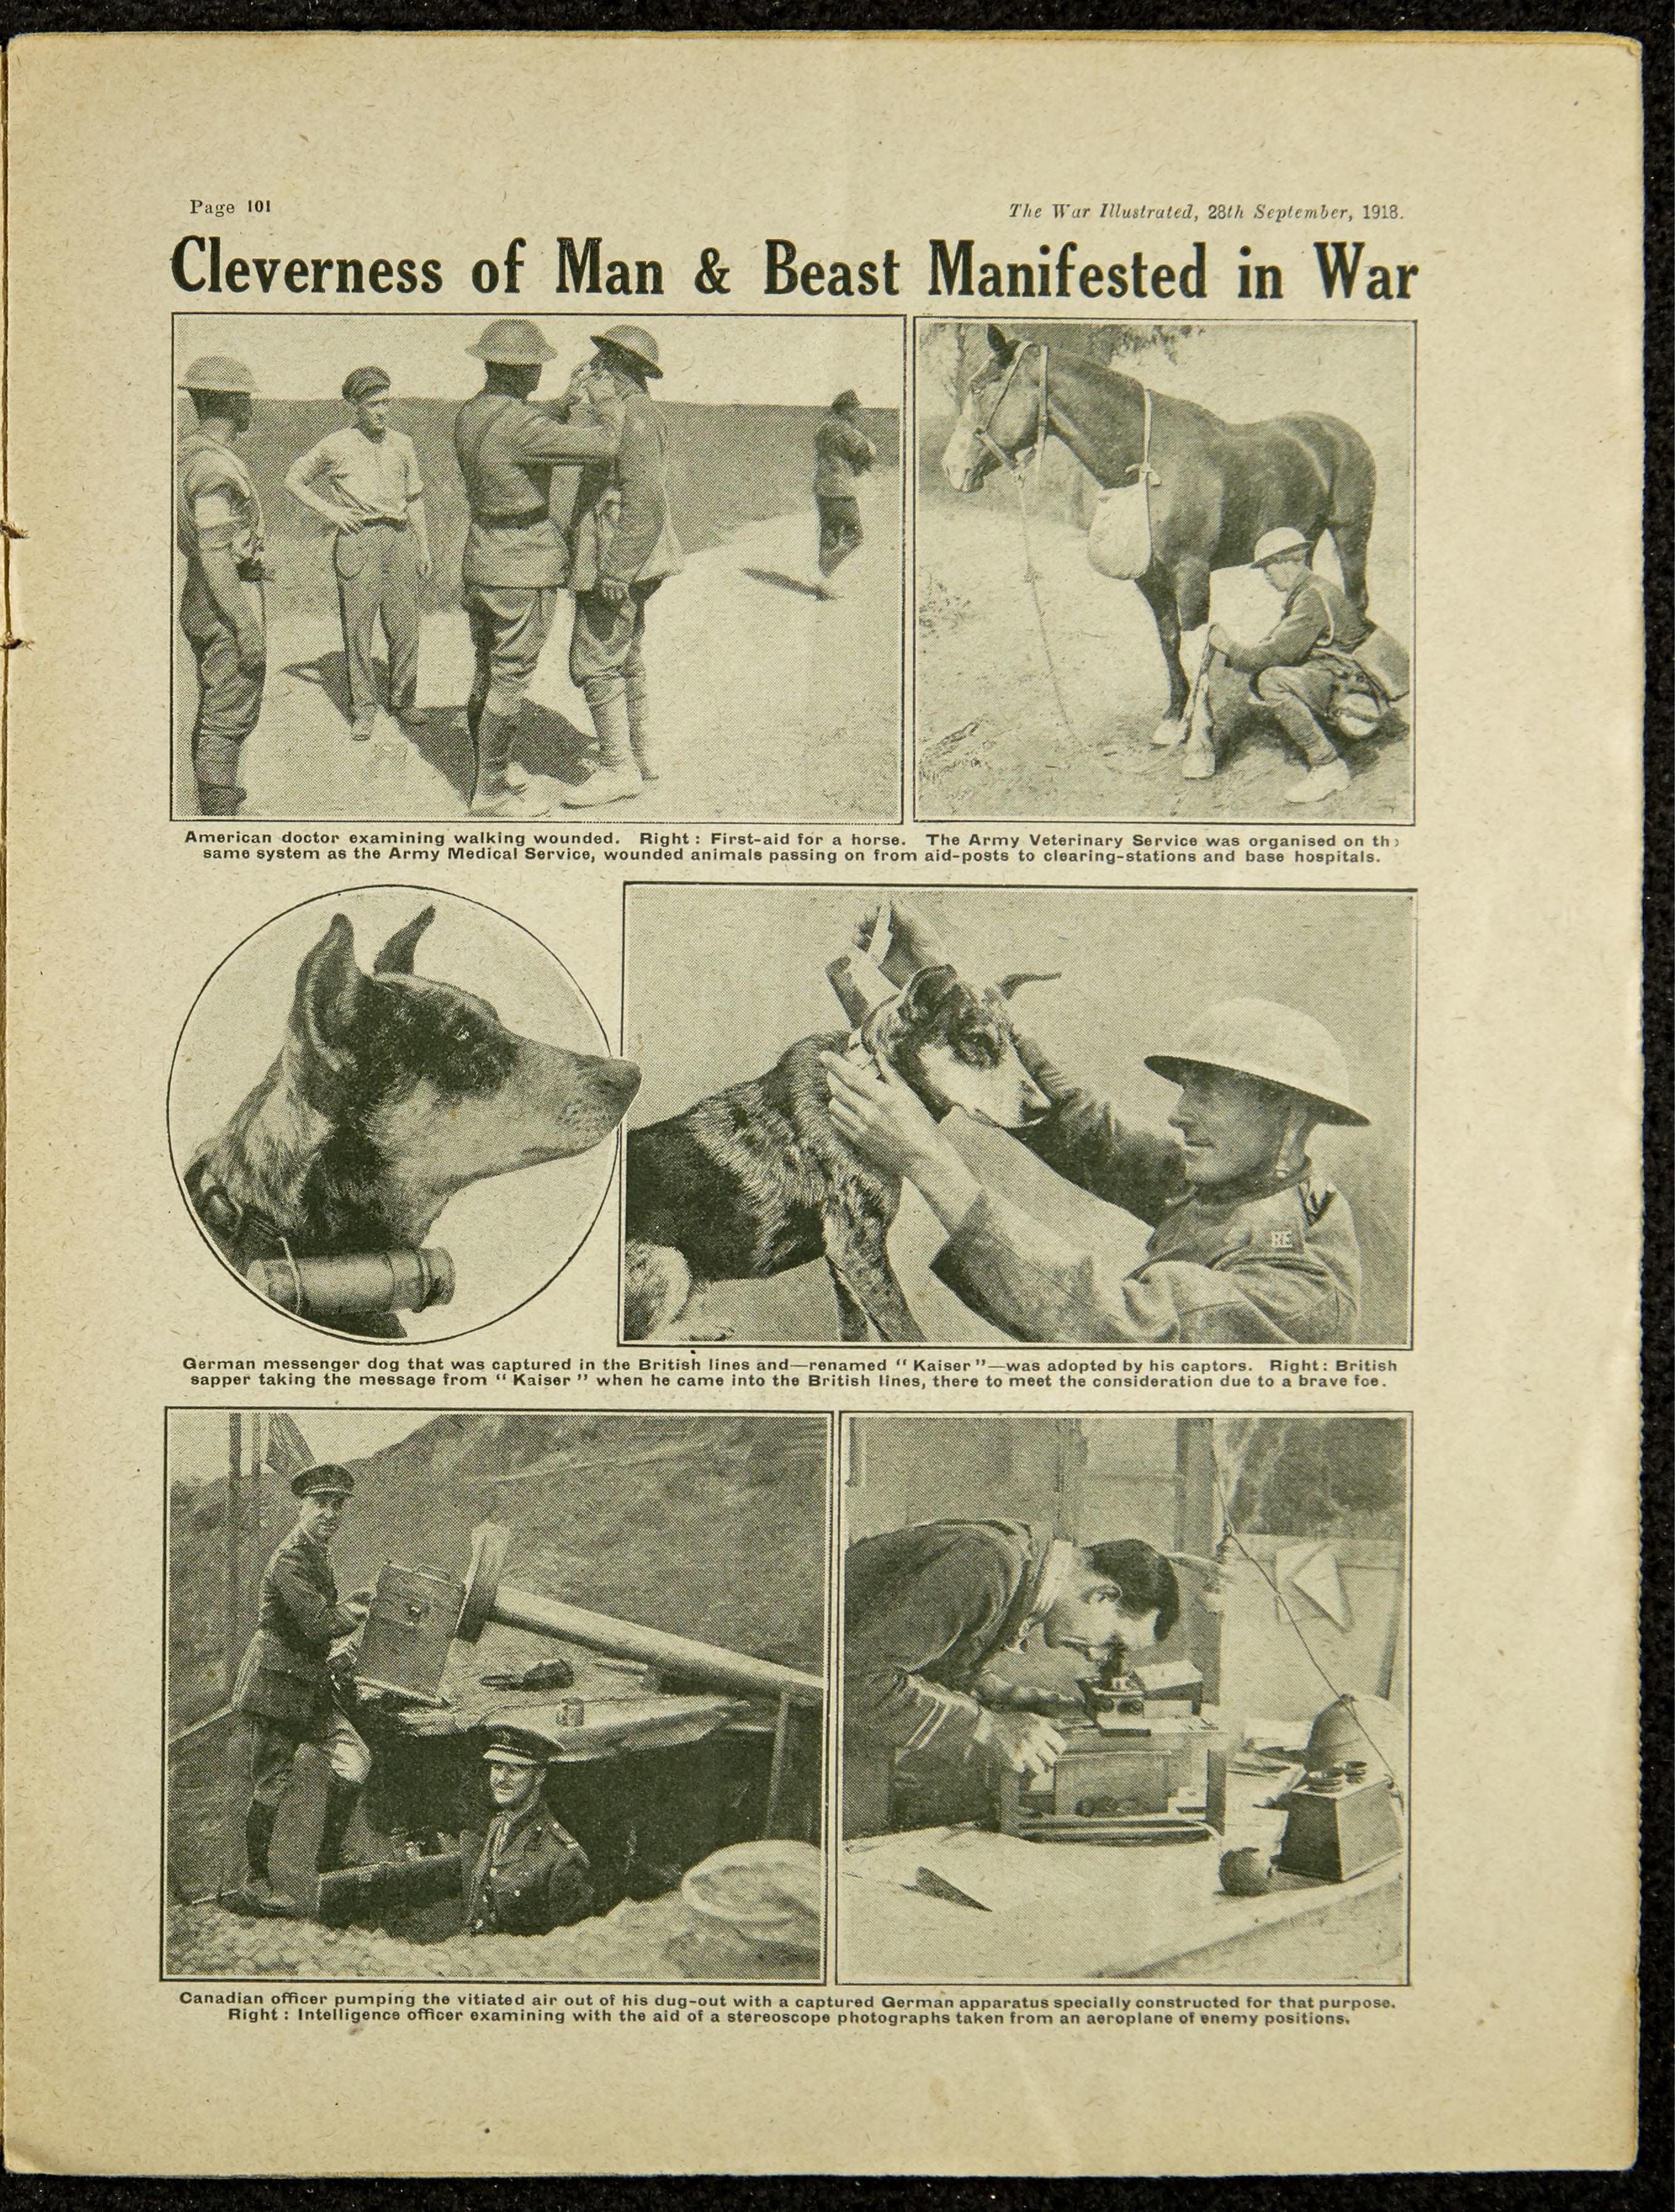 Page 101
The War Illustrated, 28th September, 1918.
Cleverness of Man & Beast Manifested in War
American doctor examining walking wounded. Right : First-aid for a horse. The Army Veterinary Service was organised on th
same system as the Army Medical Service, wounded animals passing on from aid-posts to clearing-stations and base hospitals.
RE
German messenger dog that was captured in the British lines and—renamed “ Kaiser ”—was adopted by his captors. Right : British
sapper taking the message from “ Kaiser ” when he came into the British lines, there to meet the consideration due to a brave foe.
Canadian officer pumping the vitiated air out of his dug-out with a captured German apparatus specially constructed for that purpose.
Right : Intelligence officer examining with the aid of a stereoscope photographs taken from an aeroplane of enemy positions.